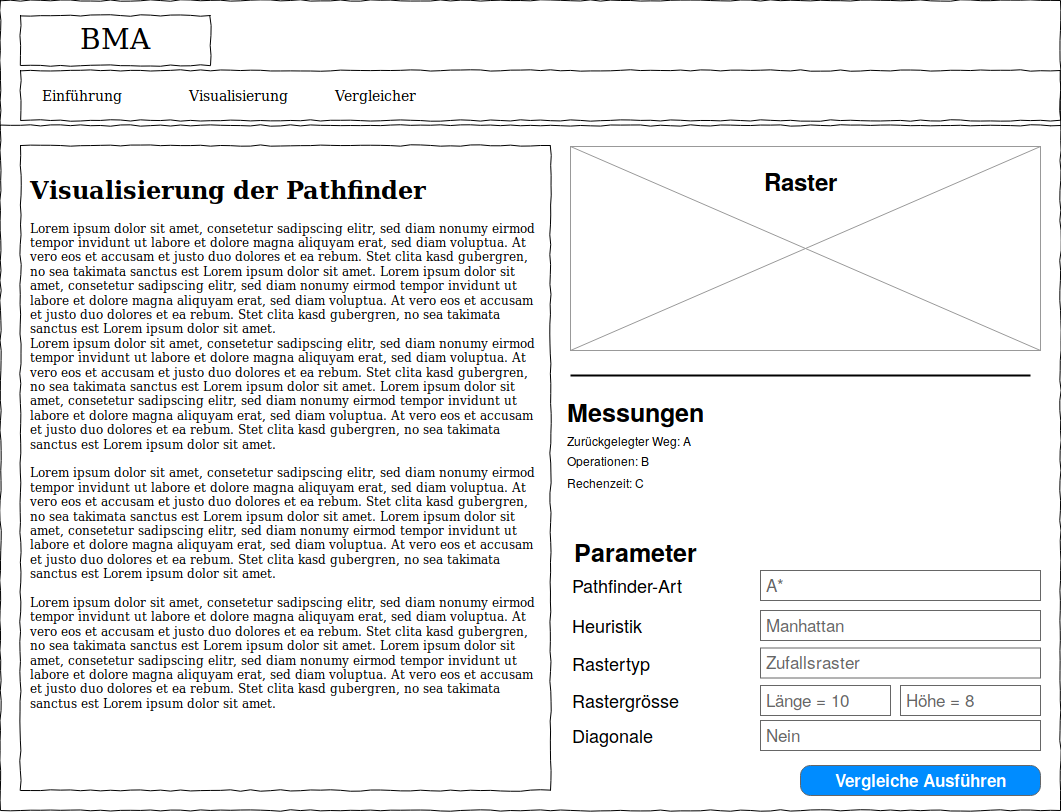 BMA
Einführung Visualisierung Vergleicher
Visualisierung der Pathfinder
Lorem ipsum dolor sit amet, consetetur sadipscing elitr, sed diam nonumy eirmod
tempor invidunt ut labore et dolore magna aliquyam erat, sed diam voluptua. At
vero eos et accusam et justo duo dolores et ea rebum. Stet clita kasd gubergren,
no sea takimata sanctus est Lorem ipsum dolor sit amet. Lorem ipsum dolor sit
amet, consetetur sadipscing elitr, sed diam nonumy eirmod tempor invidunt ut
labore et dolore magna aliquyam erat, sed diam voluptua. At vero eos et accusam
et justo duo dolores et ea rebum. Stet clita kasd gubergren, no sea takimata
sanctus est Lorem ipsum dolor sit amet.
Lorem ipsum dolor sit amet, consetetur sadipscing elitr, sed diam nonumy eirmod
tempor invidunt ut labore et dolore magna aliquyam erat, sed diam voluptua. At
vero eos et accusam et justo duo dolores et ea rebum. Stet clita kasd gubergren,
no sea takimata sanctus est Lorem ipsum dolor sit amet. Lorem ipsum dolor sit
amet, consetetur sadipscing elitr, sed diam nonumy eirmod tempor invidunt ut
labore et dolore magna aliquyam erat, sed diam voluptua. At vero eos et accusam
et justo duo dolores et ea rebum. Stet clita kasd gubergren, no sea takimata
sanctus est Lorem ipsum dolor sit amet.
Lorem ipsum dolor sit amet, consetetur sadipscing elitr, sed diam nonumy eirmod
tempor invidunt ut labore et dolore magna aliquyam erat, sed diam voluptua. At
vero eos et accusam et justo duo dolores et ea rebum. Stet clita kasd gubergren,
no sea takimata sanctus est Lorem ipsum dolor sit amet. Lorem ipsum dolor sit
amet, consetetur sadipscing elitr, sed diam nonumy eirmod tempor invidunt ut
labore et dolore magna aliquyam erat, sed diam voluptua. At vero eos et accusam
et justo duo dolores et ea rebum. Stet clita kasd gubergren, no sea takimata
sanctus est Lorem ipsum dolor sit amet.
Lorem ipsum dolor sit amet, consetetur sadipscing elitr, sed diam nonumy eirmod
tempor invidunt ut labore et dolore magna aliquyam erat, sed diam voluptua. At
vero eos et accusam et justo duo dolores et ea rebum. Stet clita kasd gubergren,
no sea takimata sanctus est Lorem ipsum dolor sit amet. Lorem ipsum dolor sit
amet, consetetur sadipscing elitr, sed diam nonumy eirmod tempor invidunt ut
labore et dolore magna aliquyam erat, sed diam voluptua. At vero eos et accusam
et justo duo dolores et ea rebum. Stet clita kasd gubergren, no sea takimata
sanctus est Lorem ipsum dolor sit amet.
Raster
Messungen
Zurückgelegter Weg: A
Operationen: B
Rechenzeit: C
Parameter
Pathfinder-Art A*
Heuristik Manhattan
Rastertyp Zufallsraster
Rastergrösse Länge = 10 Höhe = 8
Diagonale Nein
Vergleiche Ausführen